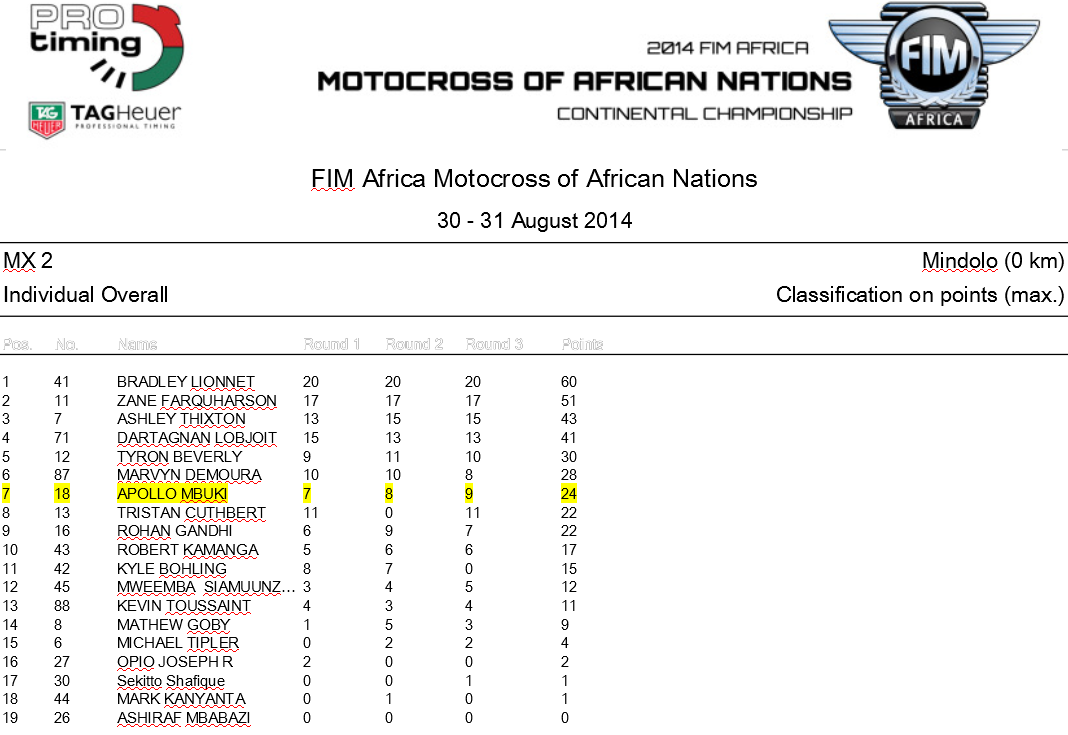 PRO
timing
TAG
HEUER
TAGHeuer
PROFESSIONAL TIMING
2014 FIM AFRICA
MOTOCROSS OF AFRICAN NATIONS
CONTINENTAL CHAMPIONSHIP
FIM
AFRICA
FIM Africa Motocross of African Nations
30 - 31 August 2014
MX 2 Mindolo (0 km)
Individual Overall Classification on points (max.)
Pos. No. Name Round 1 Round 2 Round 3 Points
1 41 BRADLEY LIONNET 20 20 20 60
2 11 ZANE FARQUHARSON 17 17 17 51
3 7 ASHLEY THIXTON 13 15 15 43
4 71 DARTAGNAN LOBJOIT 15 13 13 41
5 12 TYRON BEVERLY 9 11 10 30
6 87 MARVYN DEMOURA 10 10 8 28
7 18 APOLLO MBUKI 7 8 9 24
8 13 TRISTAN CUTHBERT 11 0 11 22
9 16 ROHAN GANDHI 6 9 7 22
10 43 ROBERT KAMANGA 5 6 6 17
11 42 KYLE BOHLING 8 7 0 15
12 45 MWEEMBA SIAMUUNZ... 3 4 5 12
13 88 KEVIN TOUSSAINT 4 3 4 11
14 8 MATHEW GOBY 1 5 3 9
15 6 MICHAEL TIPLER 0 2 2 4
16 27 OPIO JOSEPH R 2 0 0 2
17 30 Sekitto Shafique 0 0 1 1
18 44 MARK KANYANTA 0 1 0 1
19 26 ASHIRAF MBABAZI 0 0 0 0